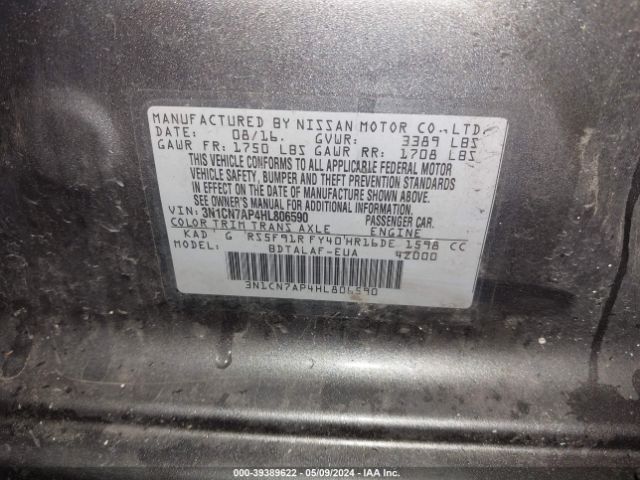 MANUFACTURED BY NISSAN MOTOR CO.,LTD.
DATE: 08/16. GVWR: 3389 LBS
GAWR FR: 1750 LBS GAWR RR: 1708 LBS
THIS VEHICLE CONFORMS TO ALL APPLICABLE FEDERAL MOTOR
VEHICLE SAFETY, BUMPER, AND THEFT PREVENTION STANDARDS
IN EFFECT ON THE DATE OF MANUFACTURE SHOWN ABOVE.
SEE OWNER'S MANUAL FOR ADDITIONAL INFORMATION.
VIN: 3N1CN7AP4HL806590 PASSENGER CAR.
COLOR TRIM TRANS AXLE ENGINE
KAD G RS5F91R FY40 HR16DE 1598 CC
MODEL: BDTALAF-EUA 4Z000
3N1CN7AP4HL806590
000-39389622 - 05/09/2024 - IAA Inc.